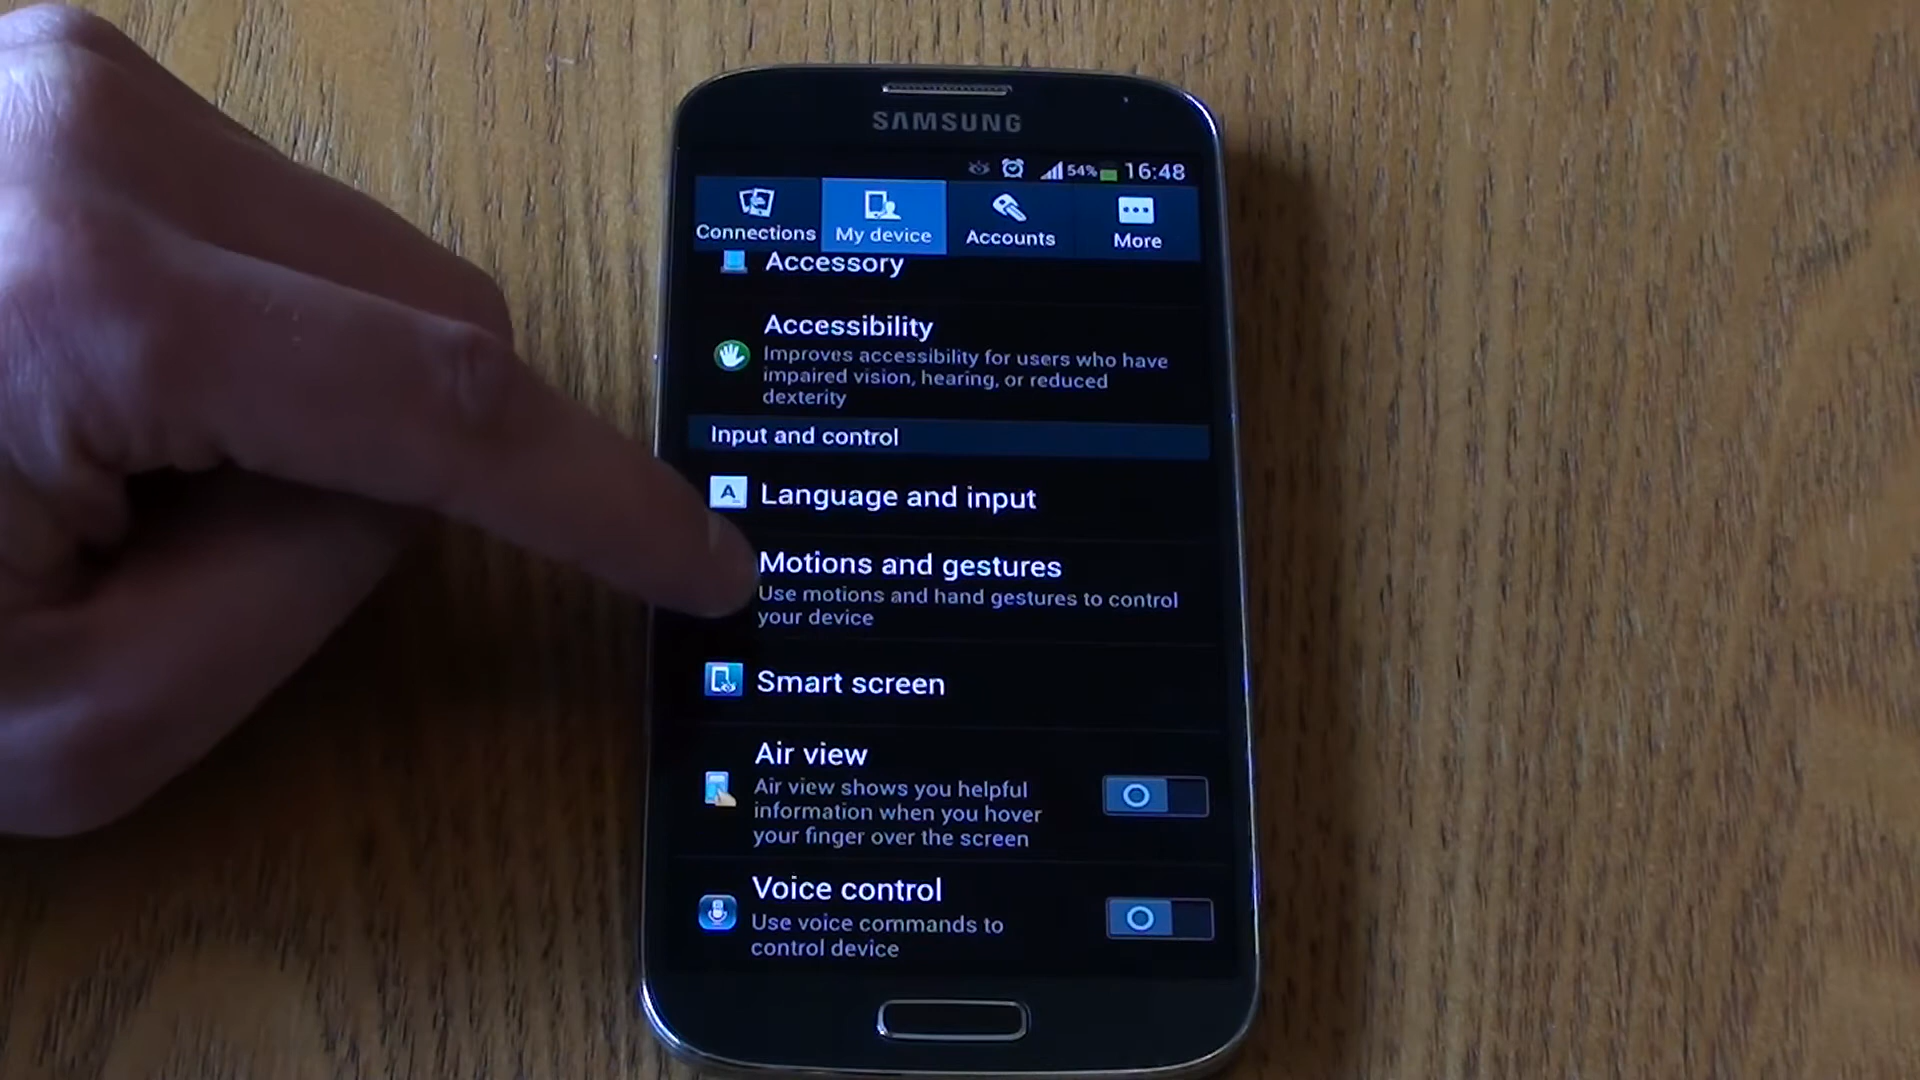 SAMSUNG
54% 16:48
Connections My device Accounts More
Accessory
Accessibility
Improves accessibility for users who have
impaired vision, hearing, or reduced
dexterity
Input and control
A Language and input
Motions and gestures
Use motions and hand gestures to control
your device
Smart screen
Air view
Air view shows you helpful
information when you hover
your finger over the screen
Voice control
Use voice commands to
control device